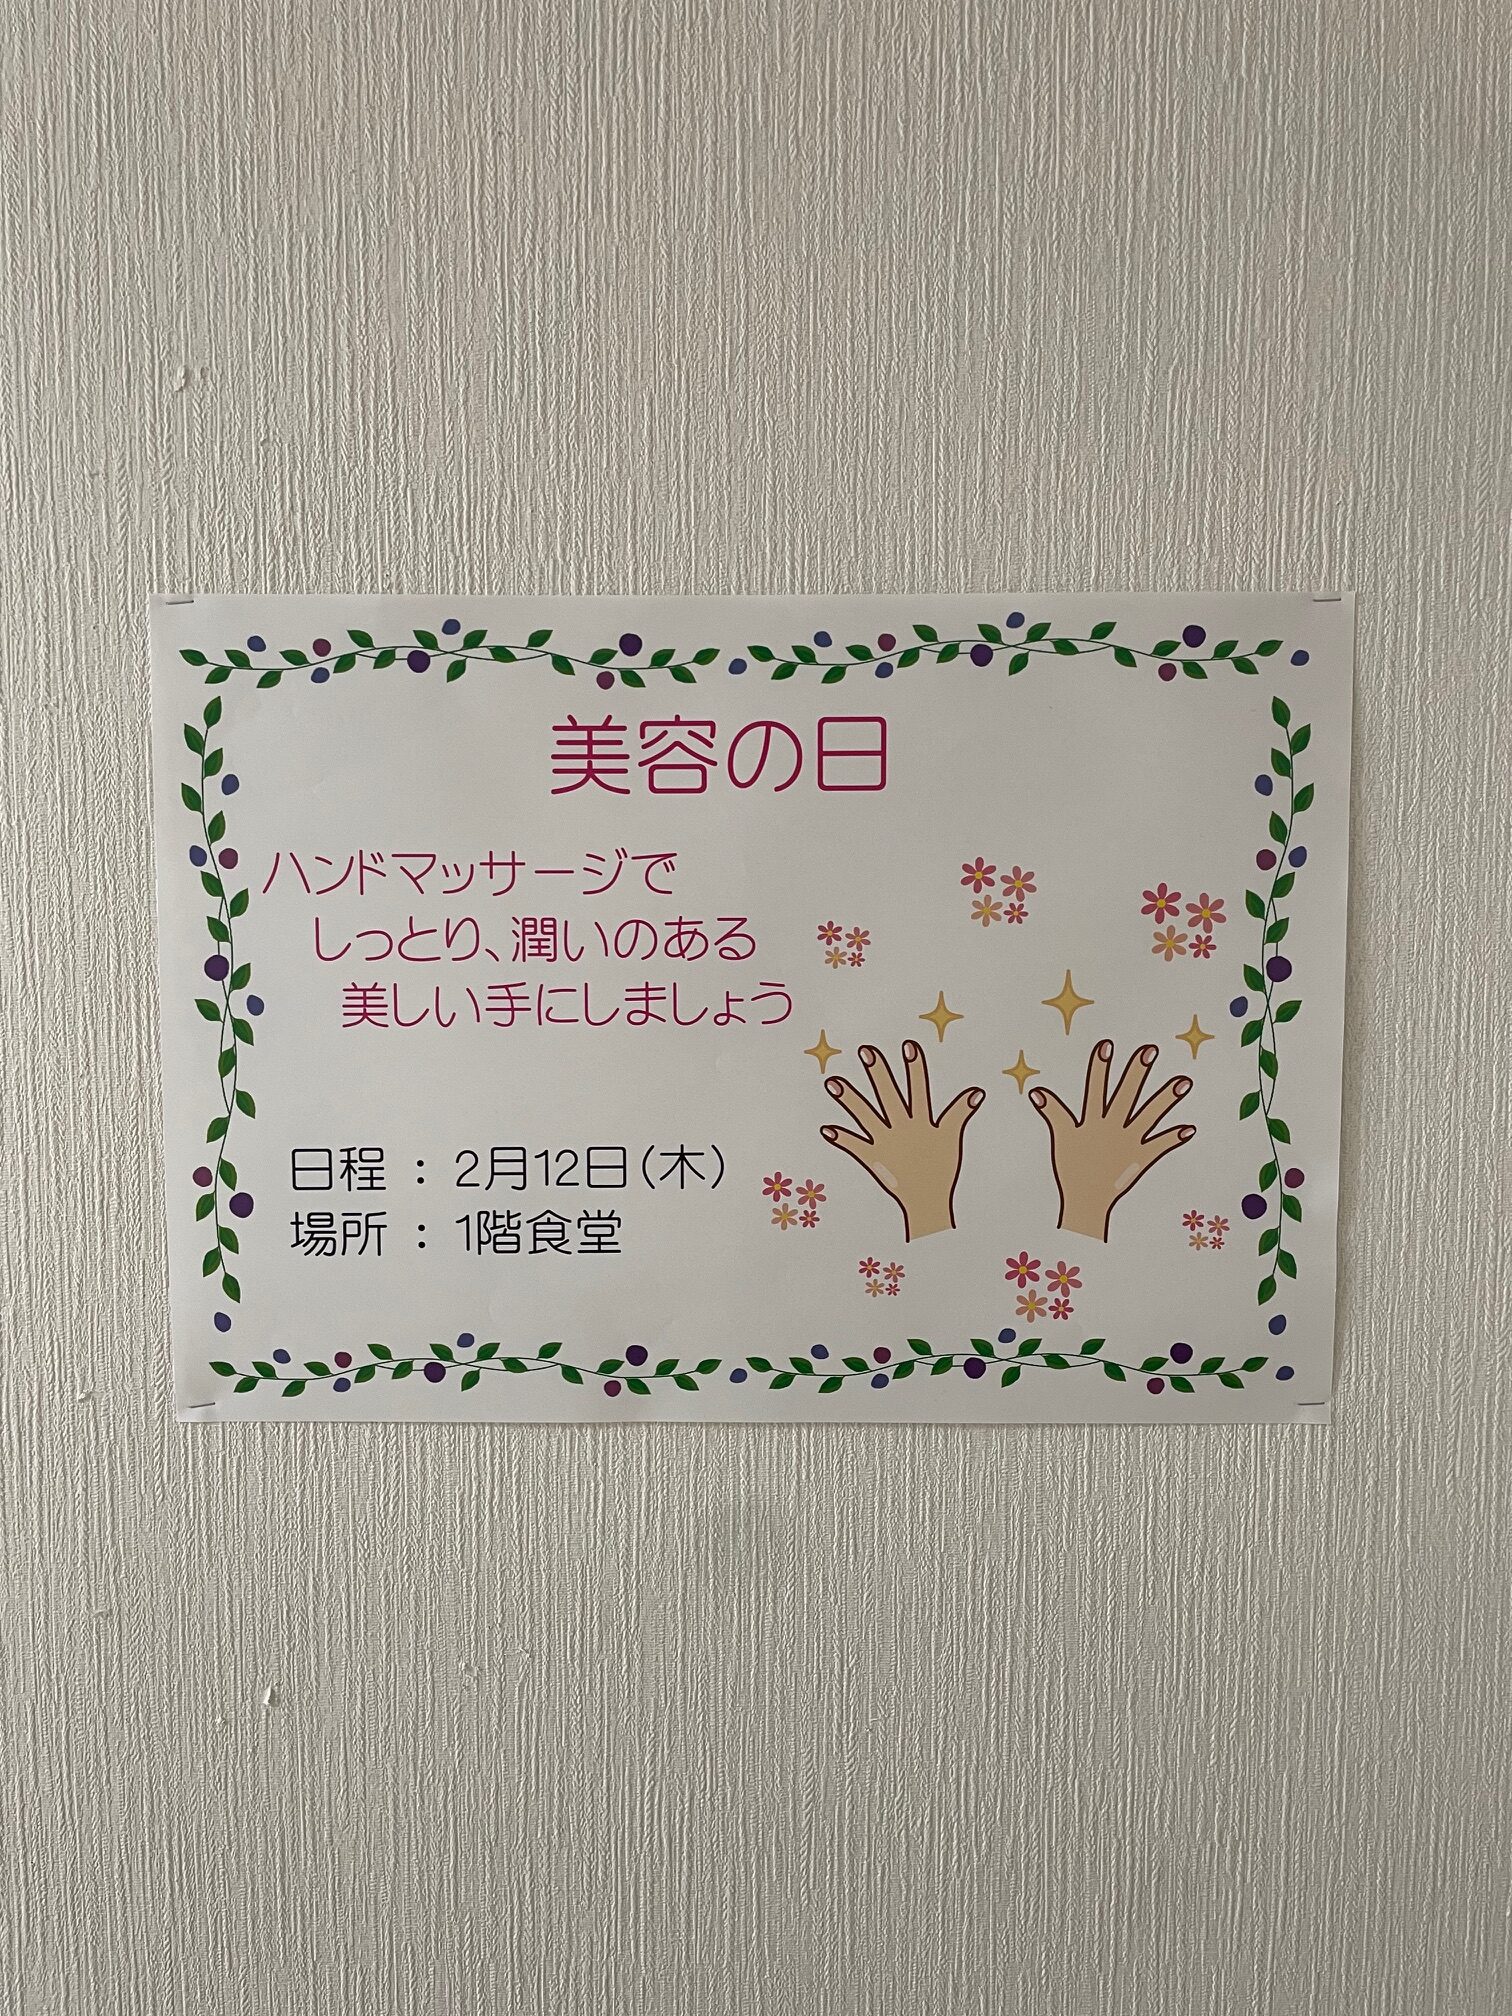 美容の日
ハンドマッサージで
しっとり、潤いのある
美しい手にしましょう
日程 : 2月12日(木)
場所 : 1階食堂